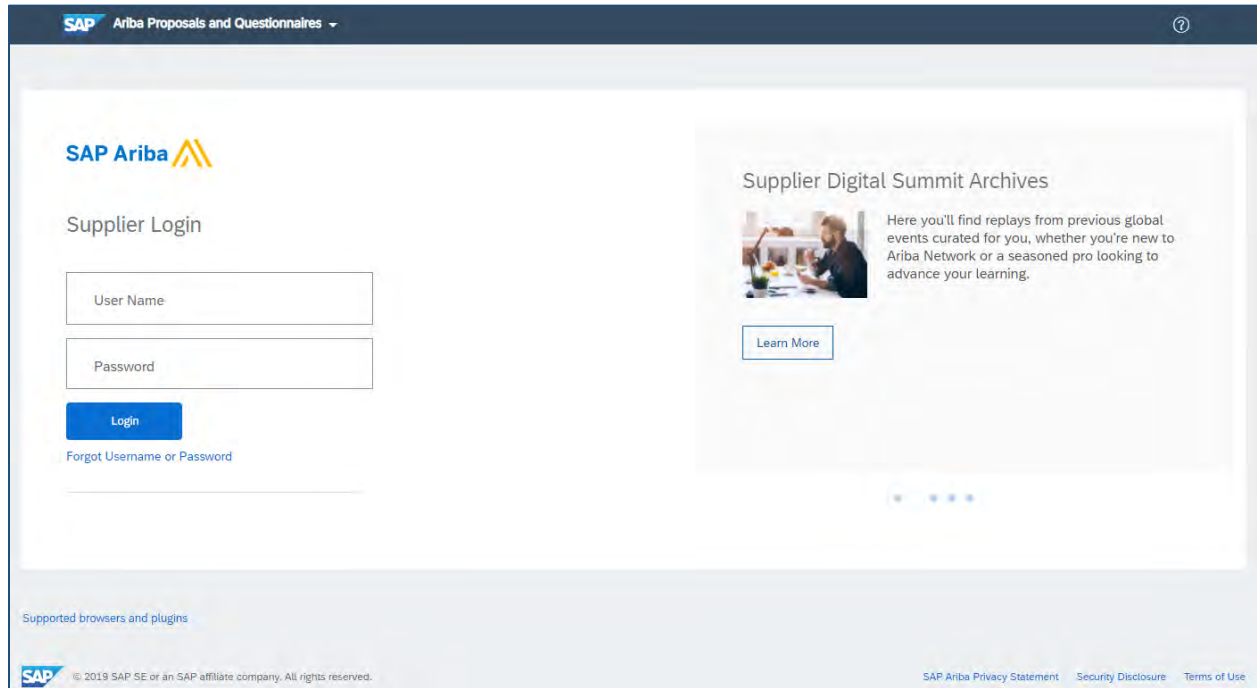 SAP Ariba Proposals and Questionnaires
SAP Ariba
Supplier Login
User Name
Password
Login
Forgot Username or Password
Supplier Digital Summit Archives
Here you'll find replays from previous global
events curated for you, whether you're new to
Ariba Network or a seasoned pro looking to
advance your learning.
Learn More
Supported browsers and plugins
SAP © 2019 SAP SE or an SAP affiliate company. All rights reserved.
SAP Ariba Privacy Statement Security Disclosure Terms of Use